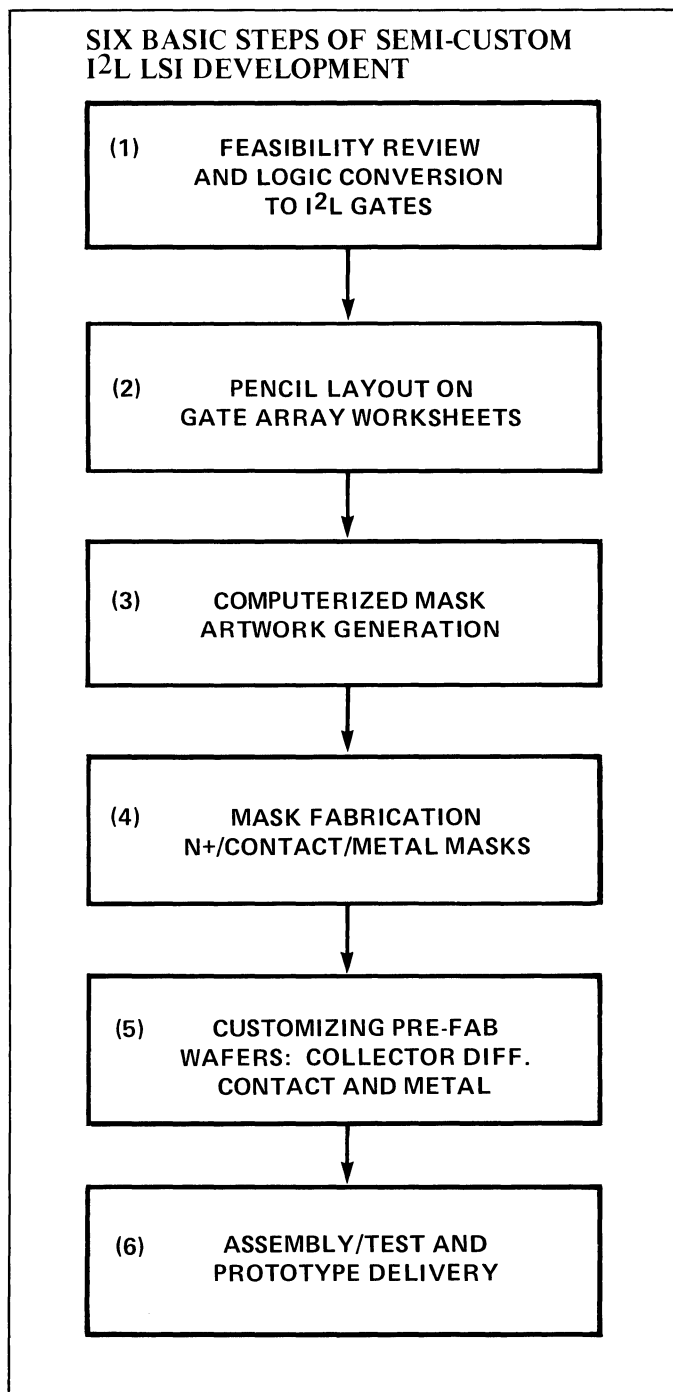 SIX BASIC STEPS OF SEMI-CUSTOM
I²L LSI DEVELOPMENT
(1) FEASIBILITY REVIEW
AND LOGIC CONVERSION
TO I²L GATES
(2) PENCIL LAYOUT ON
GATE ARRAY WORKSHEETS
(3) COMPUTERIZED MASK
ARTWORK GENERATION
(4) MASK FABRICATION
N+/CONTACT/METAL MASKS
(5) CUSTOMIZING PRE-FAB
WAFERS: COLLECTOR DIFF.
CONTACT AND METAL
(6) ASSEMBLY/TEST AND
PROTOTYPE DELIVERY